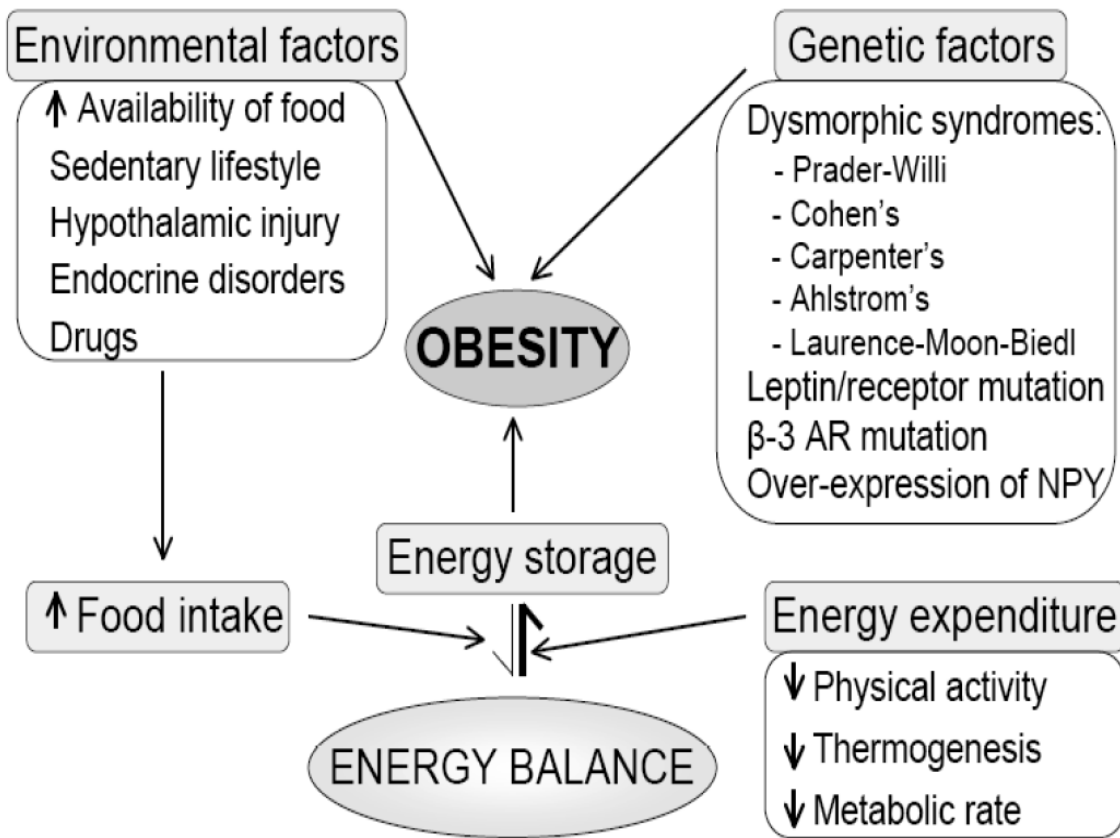 Environmental factors
↑ Availability of food
Sedentary lifestyle
Hypothalamic injury
Endocrine disorders
Drugs
Genetic factors
Dysmorphic syndromes:
- Prader-Willi
- Cohen’s
- Carpenter’s
- Ahlstrom’s
- Laurence-Moon-Biedl
Leptin/receptor mutation
β-3 AR mutation
Over-expression of NPY
OBESITY
Energy storage
↑ Food intake
Energy expenditure
↓ Physical activity
↓ Thermogenesis
↓ Metabolic rate
ENERGY BALANCE